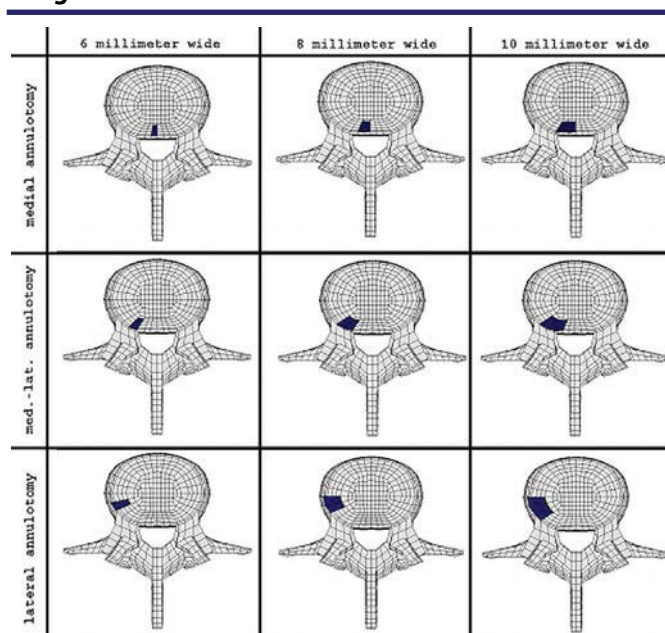 6 millimeter wide
8 millimeter wide
10 millimeter wide
medial annulotomy
med.-lat. annulotomy
lateral annulotomy